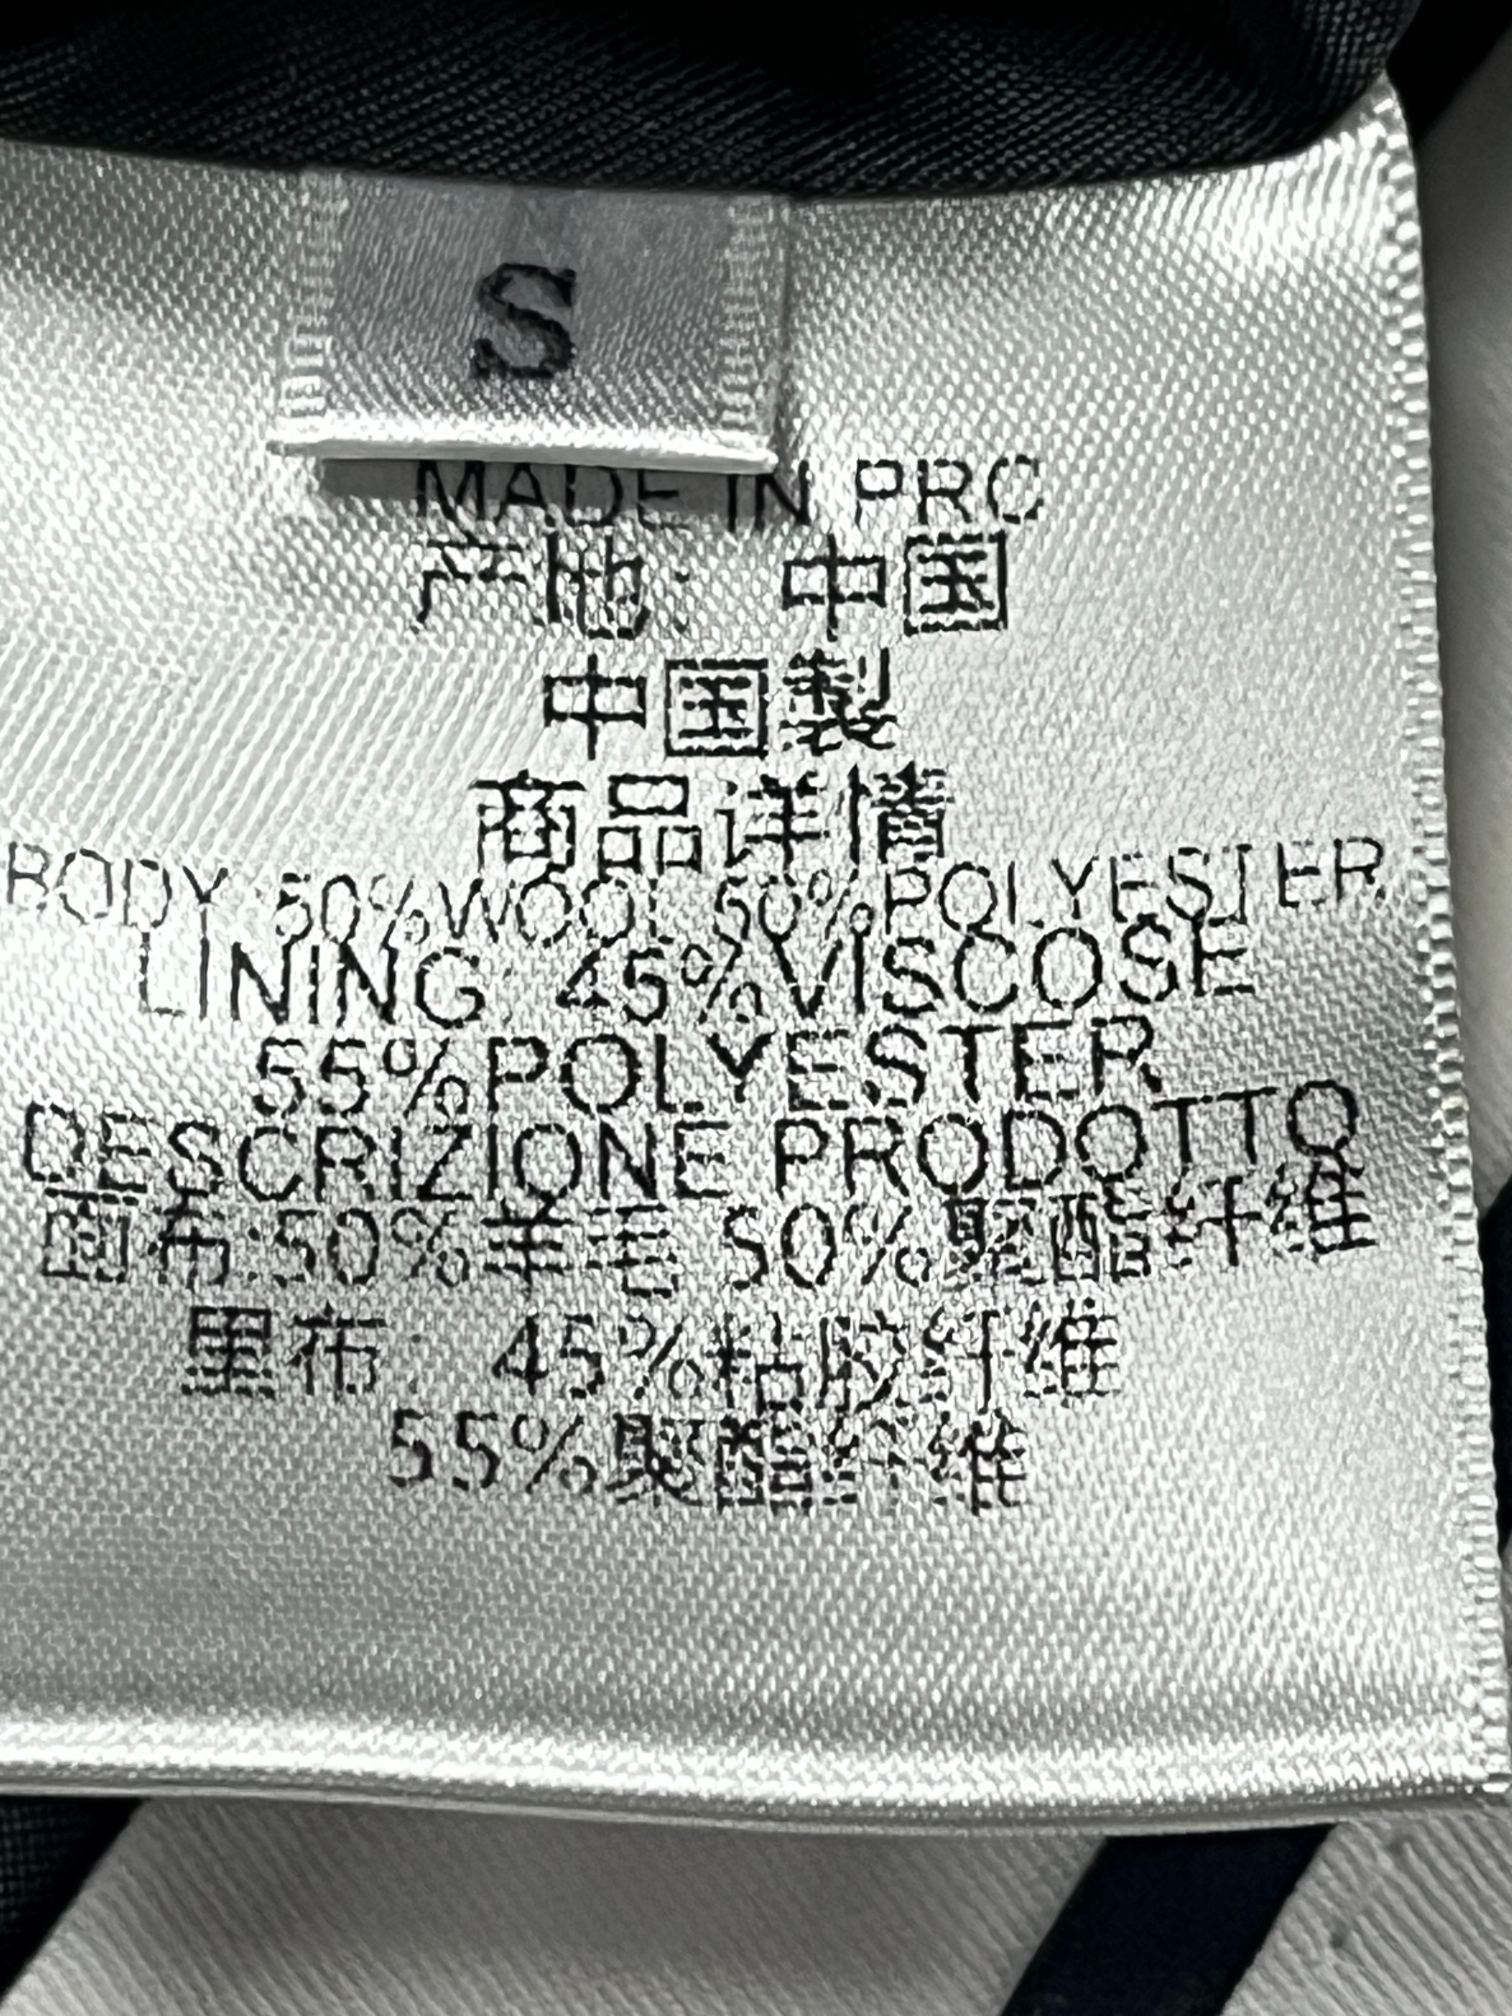 S
MADE IN PRC
产地: 中国
中国製
商品详情
BODY:50%WOOL 50%POLYESTER
LINING: 45%VISCOSE
55%POLYESTER
DESCRIZIONE PRODOTTO
面布:50%羊毛 50%聚酯纤维
里布: 45%粘胶纤维
55%聚酯纤维